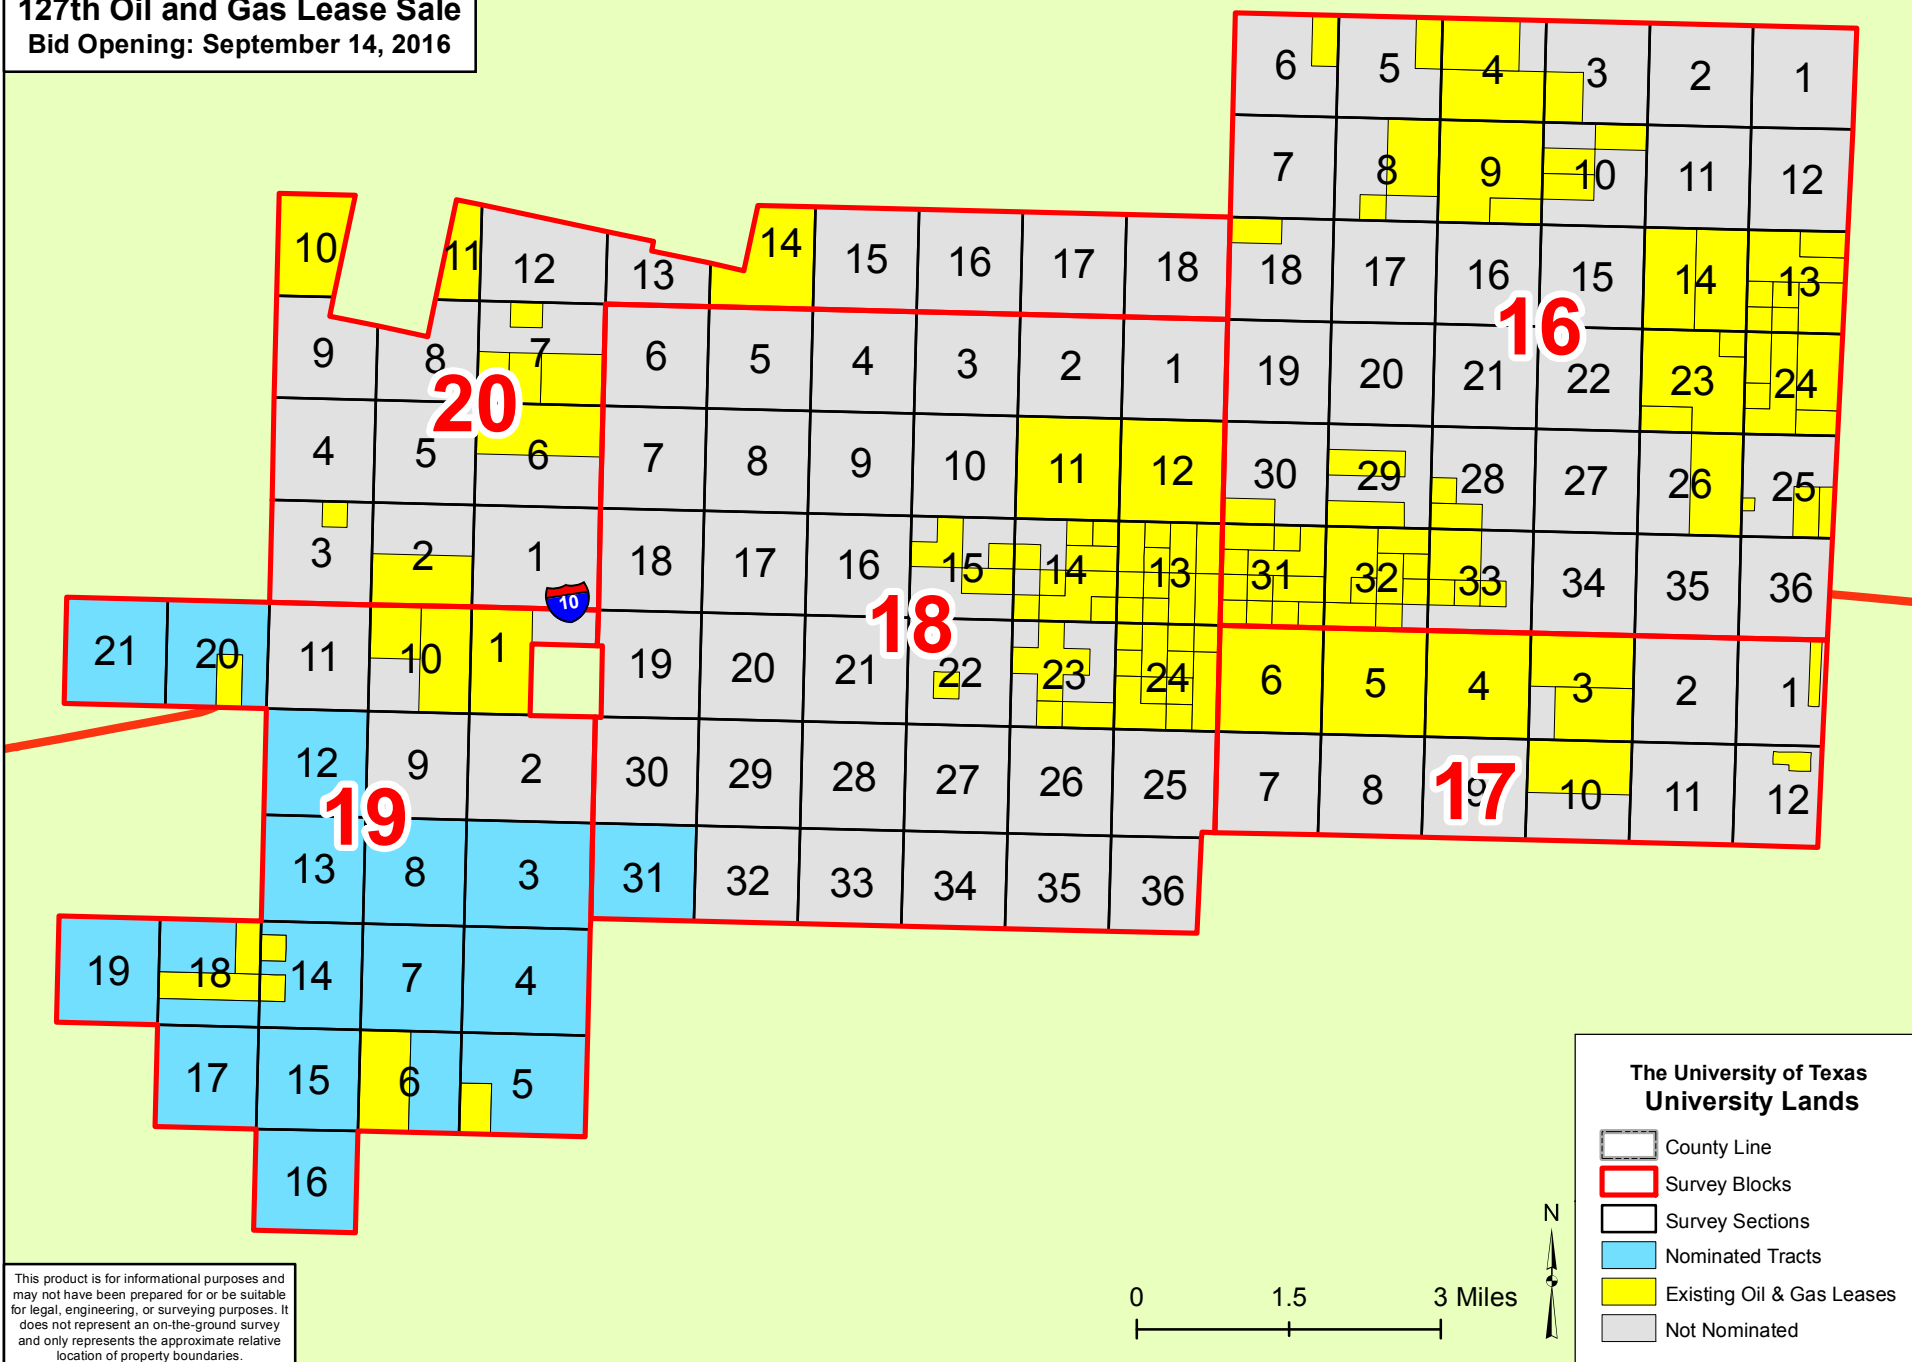 127th Oil and Gas Lease Sale
Bid Opening: September 14, 2016
6 5 4 3 2 1
7 8 9 10 11 12
10 11 12 13 14 15 16 17 18 18 17 16 15 14 13
16
9 8 7 6 5 4 3 2 1 19 20 21 22 23 24
20
4 5 6 7 8 9 10 11 12 30 29 28 27 26 25
3 2 1 18 17 16 15 14 13 31 32 33 34 35 36
10
18
21 20 11 10 1 19 20 21 22 23 24 6 5 4 3 2 1
12 9 2 30 29 28 27 26 25 7 8 9 10 11 12
19
17
13 8 3 31 32 33 34 35 36
19 18 14 7 4
17 15 6 5
16
The University of Texas
University Lands
County Line
Survey Blocks
Survey Sections
Nominated Tracts
Existing Oil & Gas Leases
Not Nominated
N
0 1.5 3 Miles
This product is for informational purposes and
may not have been prepared for or be suitable
for legal, engineering, or surveying purposes. It
does not represent an on-the-ground survey
and only represents the approximate relative
location of property boundaries.